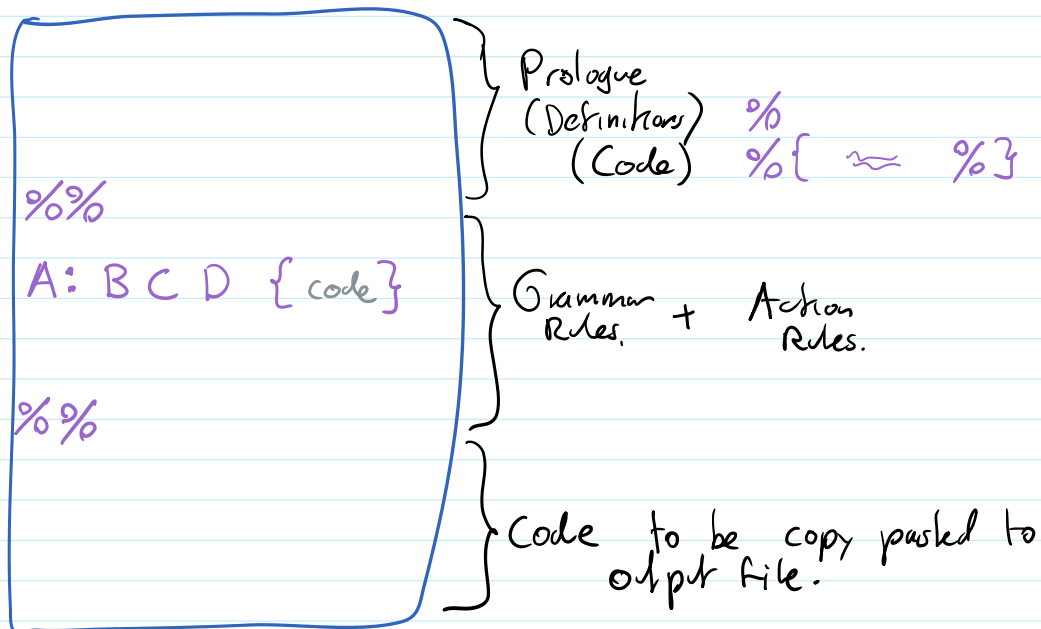 Prologue
(Definitions) %
(Code) %{ %}
%%
A: B C D { code }
Grammar + Action
Rules. Rules.
%%
Code to be copy pasted to
output file.